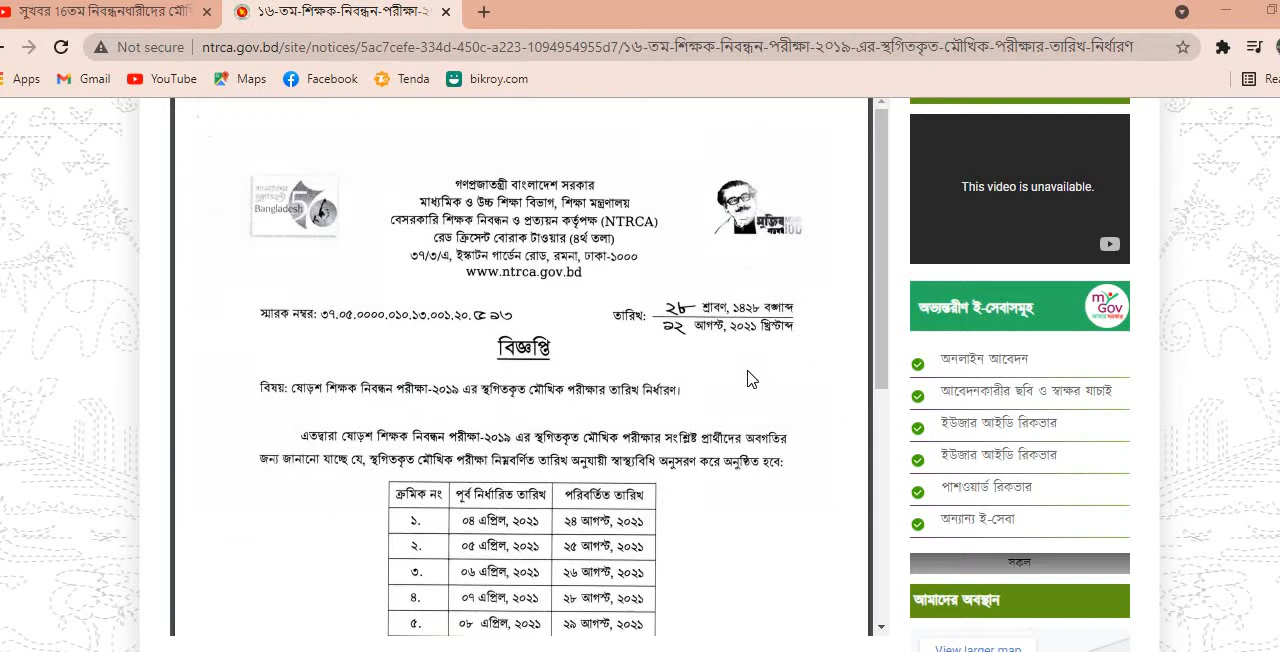 সুখবর 16তম নিবন্ধনধারীদের মৌ
১৬-তম-শিক্ষক-নিবন্ধন-পরীক্ষা-২
Not secure
ntrca.gov.bd/site/notices/5ac7cefe-334d-450c-a223-1099954955d7/১৬-তম-শিক্ষক-নিবন্ধন-পরীক্ষা-২০১৯-এর-স্থগিতকৃত-মৌখিক-পরীক্ষার-তারিখ-নির্ধারণ
Apps Gmail YouTube Maps Facebook Tenda bikroy.com
Bangladesh
গণপ্রজাতন্ত্রী বাংলাদেশ সরকার
মাধ্যমিক ও উচ্চ শিক্ষা বিভাগ, শিক্ষা মন্ত্রণালয়
বেসরকারি শিক্ষক নিবন্ধন ও প্রত্যয়ন কর্তৃপক্ষ (NTRCA)
রেড ক্রিসেন্ট বোরাক টাওয়ার (৪র্থ তলা)
৩৭/৩/এ, ইস্কাটন গার্ডেন রোড, রমনা, ঢাকা-১০০০
www.ntrca.gov.bd
মুজিব
100
স্মারক নম্বর: ৩৭.০৫.০০০০.০১০.১১.০০১.২০.৫৯৬
তারিখ: ২৮ শ্রাবণ, ১৪২৮ বঙ্গাব্দ
১২ আগস্ট, ২০২১ খ্রিস্টাব্দ
বিজ্ঞপ্তি
বিষয়: ষোড়শ শিক্ষক নিবন্ধন পরীক্ষা-২০১৯ এর স্থগিতকৃত মৌখিক পরীক্ষার তারিখ নির্ধারণ।
এতদ্বারা ষোড়শ শিক্ষক নিবন্ধন পরীক্ষা-২০১৯ এর স্থগিতকৃত মৌখিক পরীক্ষার সংশ্লিষ্ট প্রার্থীদের অবগতির
জন্য জানানো যাচ্ছে যে, স্থগিতকৃত মৌখিক পরীক্ষা নিম্নবর্ণিত তারিখ অনুযায়ী স্বাস্থ্যবিধি অনুসরণ করে অনুষ্ঠিত হবে:
ক্রমিক নং পূর্ব নির্ধারিত তারিখ পরিবর্তিত তারিখ
১. ০৪ এপ্রিল, ২০২১ ২৪ আগস্ট, ২০২১
২. ০৫ এপ্রিল, ২০২১ ২৫ আগস্ট, ২০২১
৩. ০৬ এপ্রিল, ২০২১ ২৬ আগস্ট, ২০২১
৪. ০৭ এপ্রিল, ২০২১ ২৮ আগস্ট, ২০২১
৫. ০৮ এপ্রিল, ২০২১ ২৯ আগস্ট, ২০২১
This video is unavailable.
অভ্যন্তরীণ ই-সেবাসমূহ
my GOV
অনলাইন আবেদন
আবেদনকারীর ছবি ও স্বাক্ষর যাচাই
ইউজার আইডি রিকভার
ইউজার আইডি রিকভার
পাশওয়ার্ড রিকভার
অন্যান্য ই-সেবা
সকল
আমাদের অবস্থান
View larger map